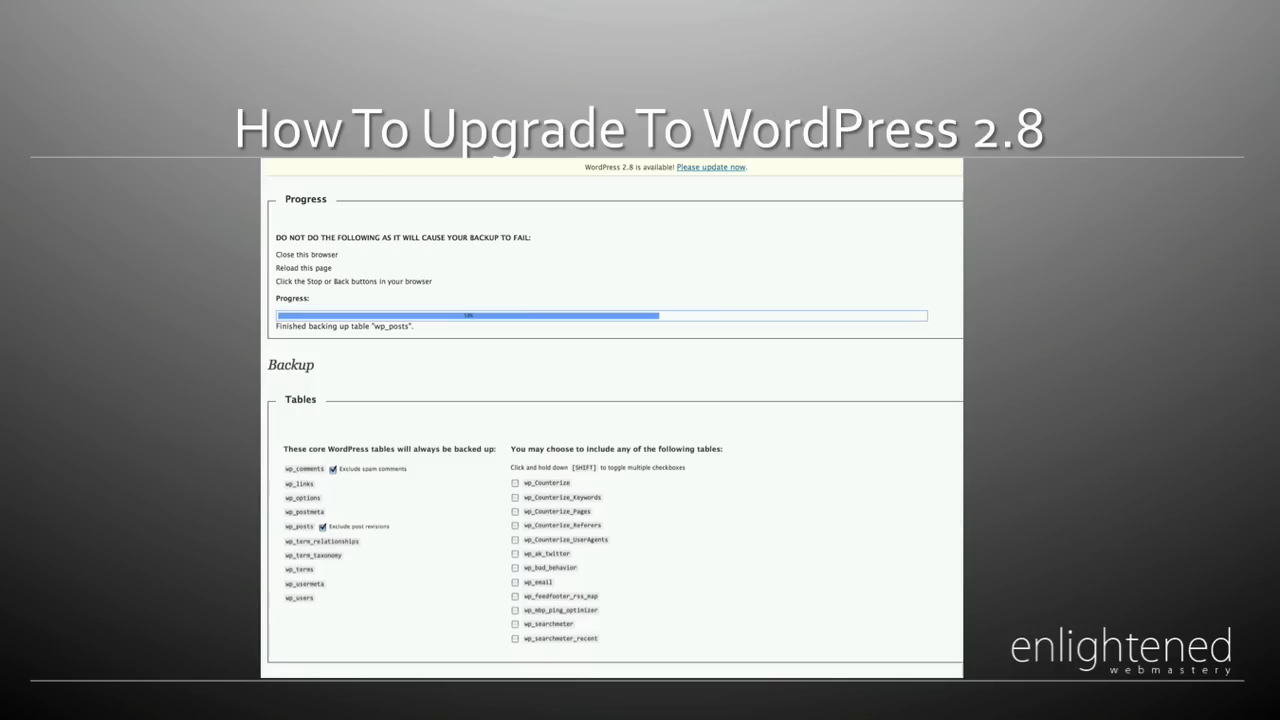 How To Upgrade To WordPress 2.8
WordPress 2.8 is available! Please update now.
Progress
DO NOT DO THE FOLLOWING AS IT WILL CAUSE YOUR BACKUP TO FAIL:
Close this browser
Reload this page
Click the Stop or Back buttons in your browser
Progress:
Finished backing up table "wp_posts".
Backup
Tables
These core WordPress tables will always be backed up:
wp_comments Exclude spam comments
wp_links
wp_options
wp_postmeta
wp_posts Exclude post revisions
wp_term_relationships
wp_term_taxonomy
wp_terms
wp_usermeta
wp_users
You may choose to include any of the following tables:
Click and hold down [SHIFT] to toggle multiple checkboxes
wp_Counterize
wp_Counterize_Keywords
wp_Counterize_Pages
wp_Counterize_Referers
wp_Counterize_UserAgents
wp_ak_twitter
wp_bad_behavior
wp_email
wp_feedfooter_rss_map
wp_mbp_ping_optimizer
wp_searchmeter
wp_searchmeter_recent
enlightened
webmastery